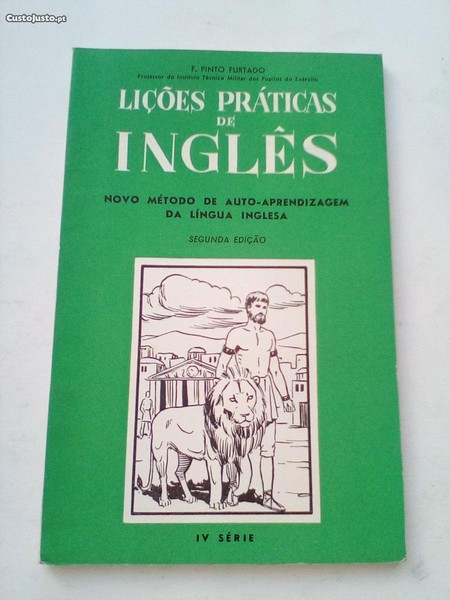 CustoJusto.pt
F. PINTO FURTADO
Professor do Instituto Técnico Militar dos Pupilos do Exército
LIÇÕES PRÁTICAS
DE
INGLÊS
NOVO MÉTODO DE AUTO-APRENDIZAGEM
DA LÍNGUA INGLESA
SEGUNDA EDIÇÃO
IV SÉRIE